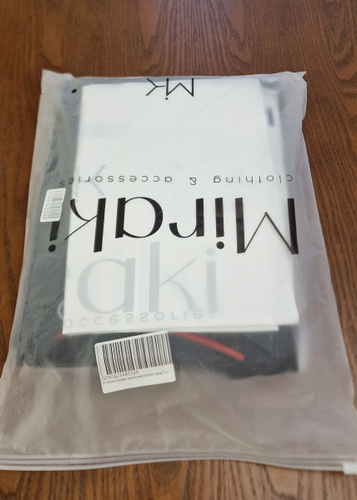 MK
clothing & accessories
Miraki
aki
accessories